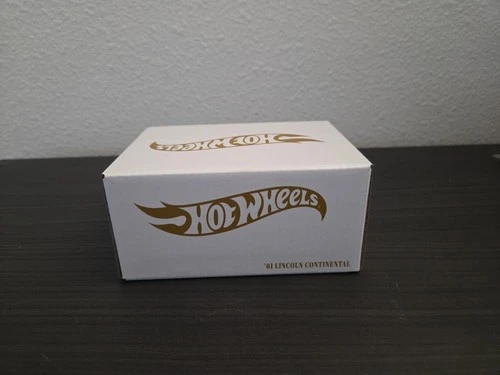 HOT WHEELS
HOT WHEELS
'61 LINCOLN CONTINENTAL